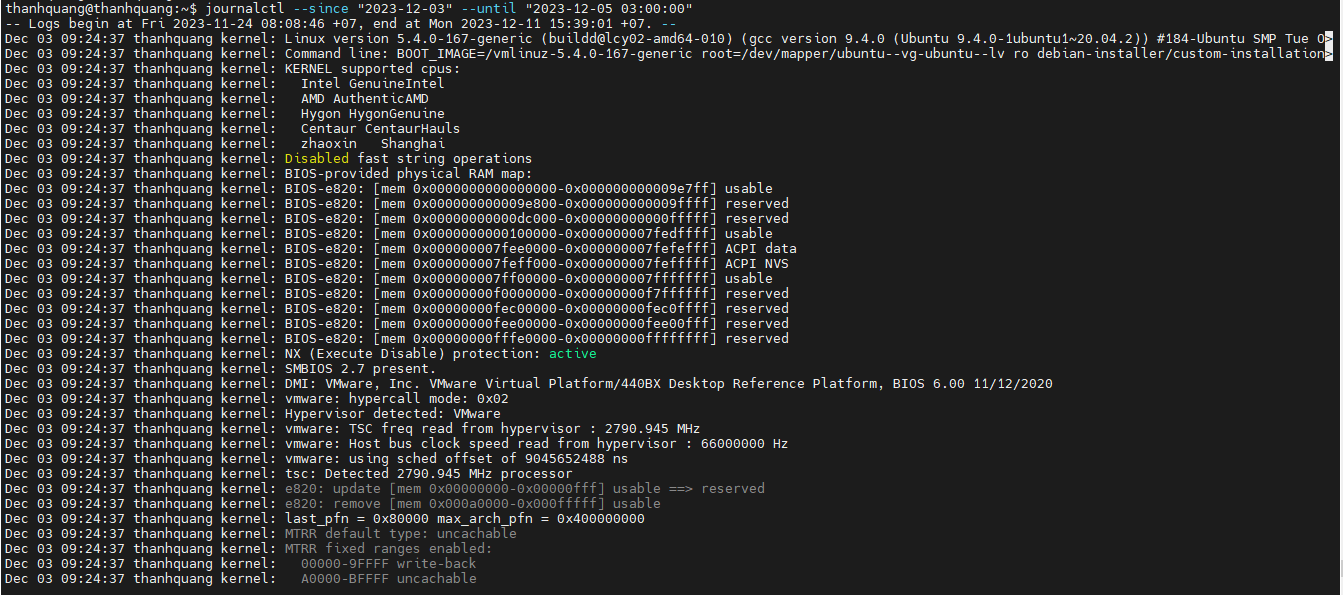 thanhquang@thanhquang:~$ journalctl --since "2023-12-03" --until "2023-12-05 03:00:00"
-- Logs begin at Fri 2023-11-24 08:08:46 +07, end at Mon 2023-12-11 15:39:01 +07. --
Dec 03 09:24:37 thanhquang kernel: Linux version 5.4.0-167-generic (buildd@lcy02-amd64-010) (gcc version 9.4.0 (Ubuntu 9.4.0-1ubuntu1~20.04.2)) #184-Ubuntu SMP Tue O>
Dec 03 09:24:37 thanhquang kernel: Command line: BOOT_IMAGE=/vmlinuz-5.4.0-167-generic root=/dev/mapper/ubuntu--vg-ubuntu--lv ro debian-installer/custom-installation>
Dec 03 09:24:37 thanhquang kernel: KERNEL supported cpus:
Dec 03 09:24:37 thanhquang kernel:   Intel GenuineIntel
Dec 03 09:24:37 thanhquang kernel:   AMD AuthenticAMD
Dec 03 09:24:37 thanhquang kernel:   Hygon HygonGenuine
Dec 03 09:24:37 thanhquang kernel:   Centaur CentaurHauls
Dec 03 09:24:37 thanhquang kernel:   zhaoxin   Shanghai
Dec 03 09:24:37 thanhquang kernel: Disabled fast string operations
Dec 03 09:24:37 thanhquang kernel: BIOS-provided physical RAM map:
Dec 03 09:24:37 thanhquang kernel: BIOS-e820: [mem 0x0000000000000000-0x000000000009e7ff] usable
Dec 03 09:24:37 thanhquang kernel: BIOS-e820: [mem 0x000000000009e800-0x000000000009ffff] reserved
Dec 03 09:24:37 thanhquang kernel: BIOS-e820: [mem 0x00000000000dc000-0x00000000000fffff] reserved
Dec 03 09:24:37 thanhquang kernel: BIOS-e820: [mem 0x0000000000100000-0x000000007fedffff] usable
Dec 03 09:24:37 thanhquang kernel: BIOS-e820: [mem 0x000000007fee0000-0x000000007fefefff] ACPI data
Dec 03 09:24:37 thanhquang kernel: BIOS-e820: [mem 0x000000007feff000-0x000000007fefffff] ACPI NVS
Dec 03 09:24:37 thanhquang kernel: BIOS-e820: [mem 0x000000007ff00000-0x000000007fffffff] usable
Dec 03 09:24:37 thanhquang kernel: BIOS-e820: [mem 0x00000000f0000000-0x00000000f7ffffff] reserved
Dec 03 09:24:37 thanhquang kernel: BIOS-e820: [mem 0x00000000fec00000-0x00000000fec0ffff] reserved
Dec 03 09:24:37 thanhquang kernel: BIOS-e820: [mem 0x00000000fee00000-0x00000000fee00fff] reserved
Dec 03 09:24:37 thanhquang kernel: BIOS-e820: [mem 0x00000000fffe0000-0x00000000ffffffff] reserved
Dec 03 09:24:37 thanhquang kernel: NX (Execute Disable) protection: active
Dec 03 09:24:37 thanhquang kernel: SMBIOS 2.7 present.
Dec 03 09:24:37 thanhquang kernel: DMI: VMware, Inc. VMware Virtual Platform/440BX Desktop Reference Platform, BIOS 6.00 11/12/2020
Dec 03 09:24:37 thanhquang kernel: vmware: hypercall mode: 0x02
Dec 03 09:24:37 thanhquang kernel: Hypervisor detected: VMware
Dec 03 09:24:37 thanhquang kernel: vmware: TSC freq read from hypervisor : 2790.945 MHz
Dec 03 09:24:37 thanhquang kernel: vmware: Host bus clock speed read from hypervisor : 66000000 Hz
Dec 03 09:24:37 thanhquang kernel: vmware: using sched offset of 9045652488 ns
Dec 03 09:24:37 thanhquang kernel: tsc: Detected 2790.945 MHz processor
Dec 03 09:24:37 thanhquang kernel: e820: update [mem 0x00000000-0x00000fff] usable ==> reserved
Dec 03 09:24:37 thanhquang kernel: e820: remove [mem 0x000a0000-0x000fffff] usable
Dec 03 09:24:37 thanhquang kernel: last_pfn = 0x80000 max_arch_pfn = 0x400000000
Dec 03 09:24:37 thanhquang kernel: MTRR default type: uncachable
Dec 03 09:24:37 thanhquang kernel: MTRR fixed ranges enabled:
Dec 03 09:24:37 thanhquang kernel:   00000-9FFFF write-back
Dec 03 09:24:37 thanhquang kernel:   A0000-BFFFF uncachable